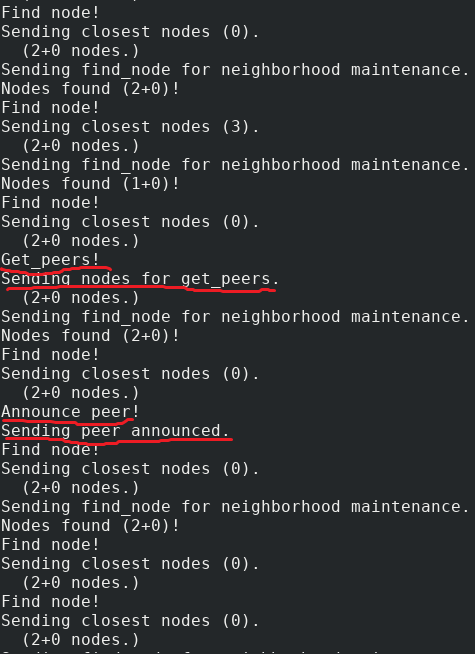 Find node!
Sending closest nodes (0).
(2+0 nodes.)
Sending find_node for neighborhood maintenance.
Nodes found (2+0)!
Find node!
Sending closest nodes (3).
(2+0 nodes.)
Sending find_node for neighborhood maintenance.
Nodes found (1+0)!
Find node!
Sending closest nodes (0).
(2+0 nodes.)
Get_peers!
Sending nodes for get_peers.
(2+0 nodes.)
Sending find_node for neighborhood maintenance.
Nodes found (2+0)!
Find node!
Sending closest nodes (0).
(2+0 nodes.)
Announce peer!
Sending peer announced.
Find node!
Sending closest nodes (0).
(2+0 nodes.)
Sending find_node for neighborhood maintenance.
Nodes found (2+0)!
Find node!
Sending closest nodes (0).
(2+0 nodes.)
Find node!
Sending closest nodes (0).
(2+0 nodes.)